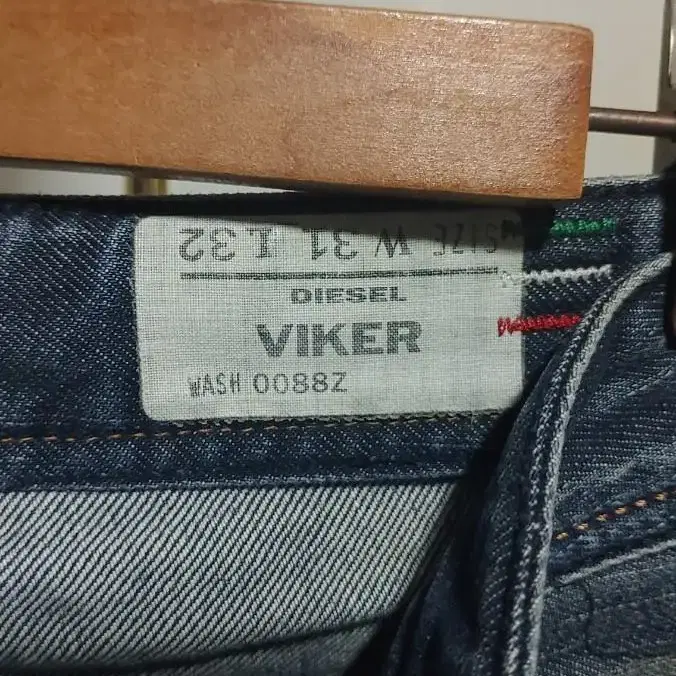 SIZE W 31 L 32
DIESEL
VIKER
WASH 0088Z